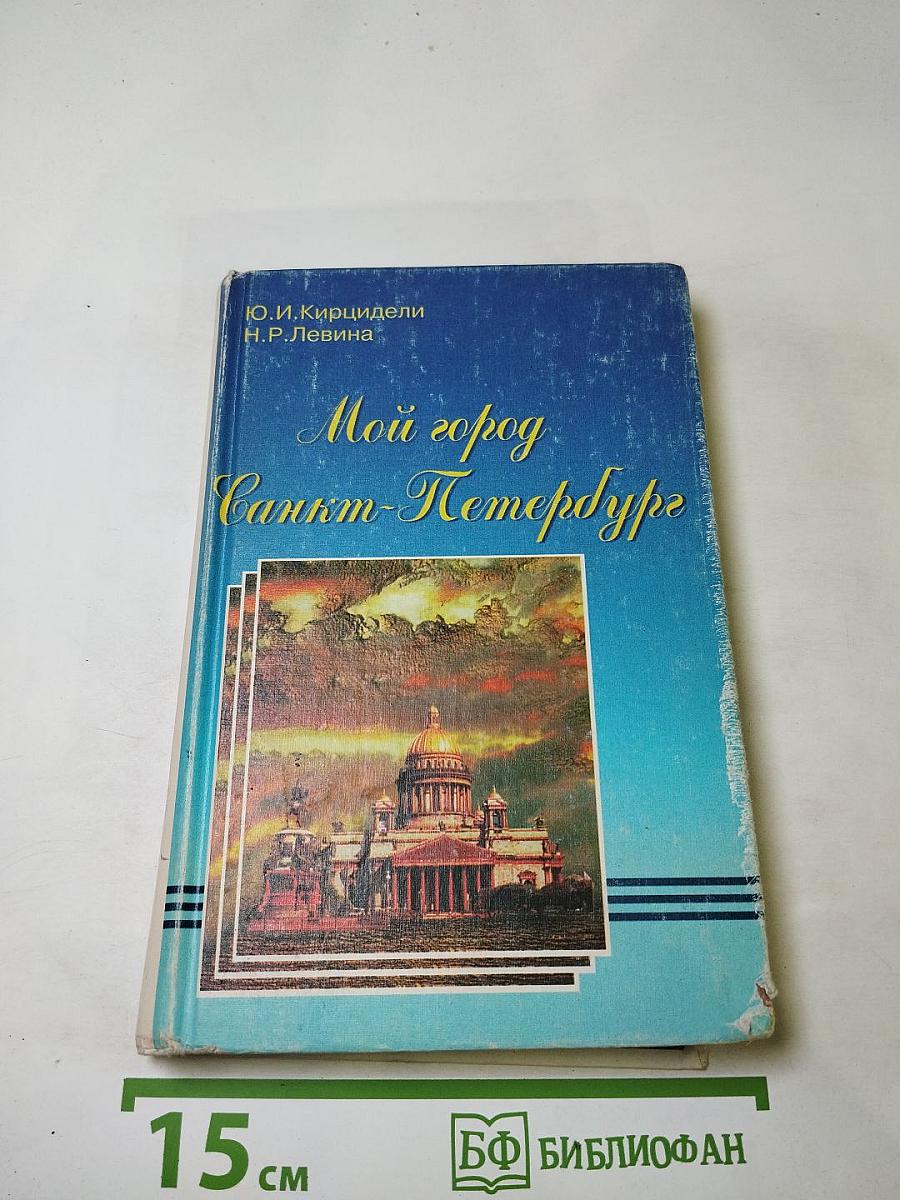 Ю.И.Кирцидели
Н.Р.Левина
Мой город
Санкт-Петербург
15 см
БФ БИБЛИОФАН